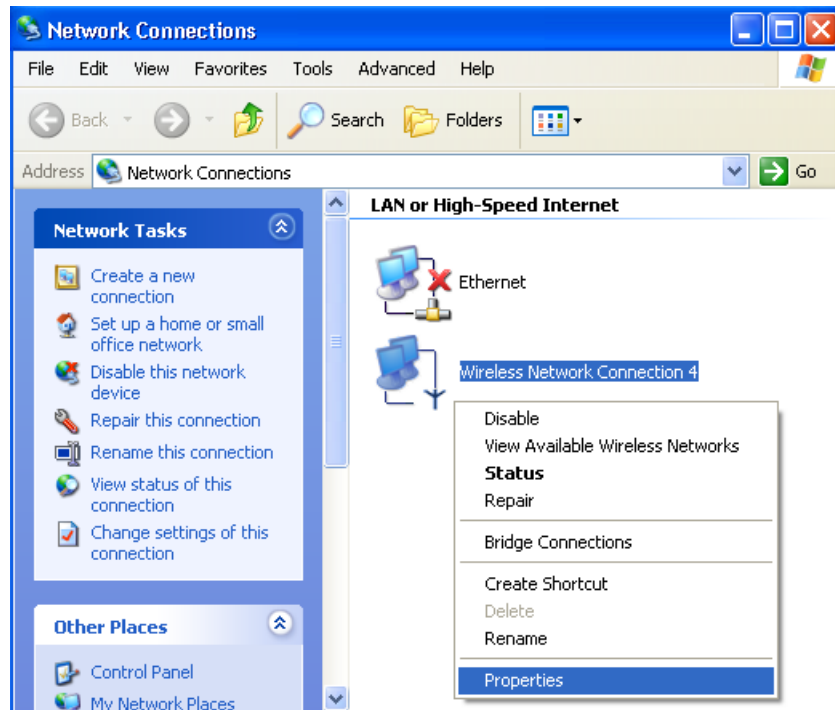 Network Connections
File Edit View Favorites Tools Advanced Help
Back Search Folders
Address Network Connections Go
Network Tasks
Create a new
connection
Set up a home or small
office network
Disable this network
device
Repair this connection
Rename this connection
View status of this
connection
Change settings of this
connection
Other Places
Control Panel
My Network Places
LAN or High-Speed Internet
Ethernet
Wireless Network Connection 4
Disable
View Available Wireless Networks
Status
Repair
Bridge Connections
Create Shortcut
Delete
Rename
Properties